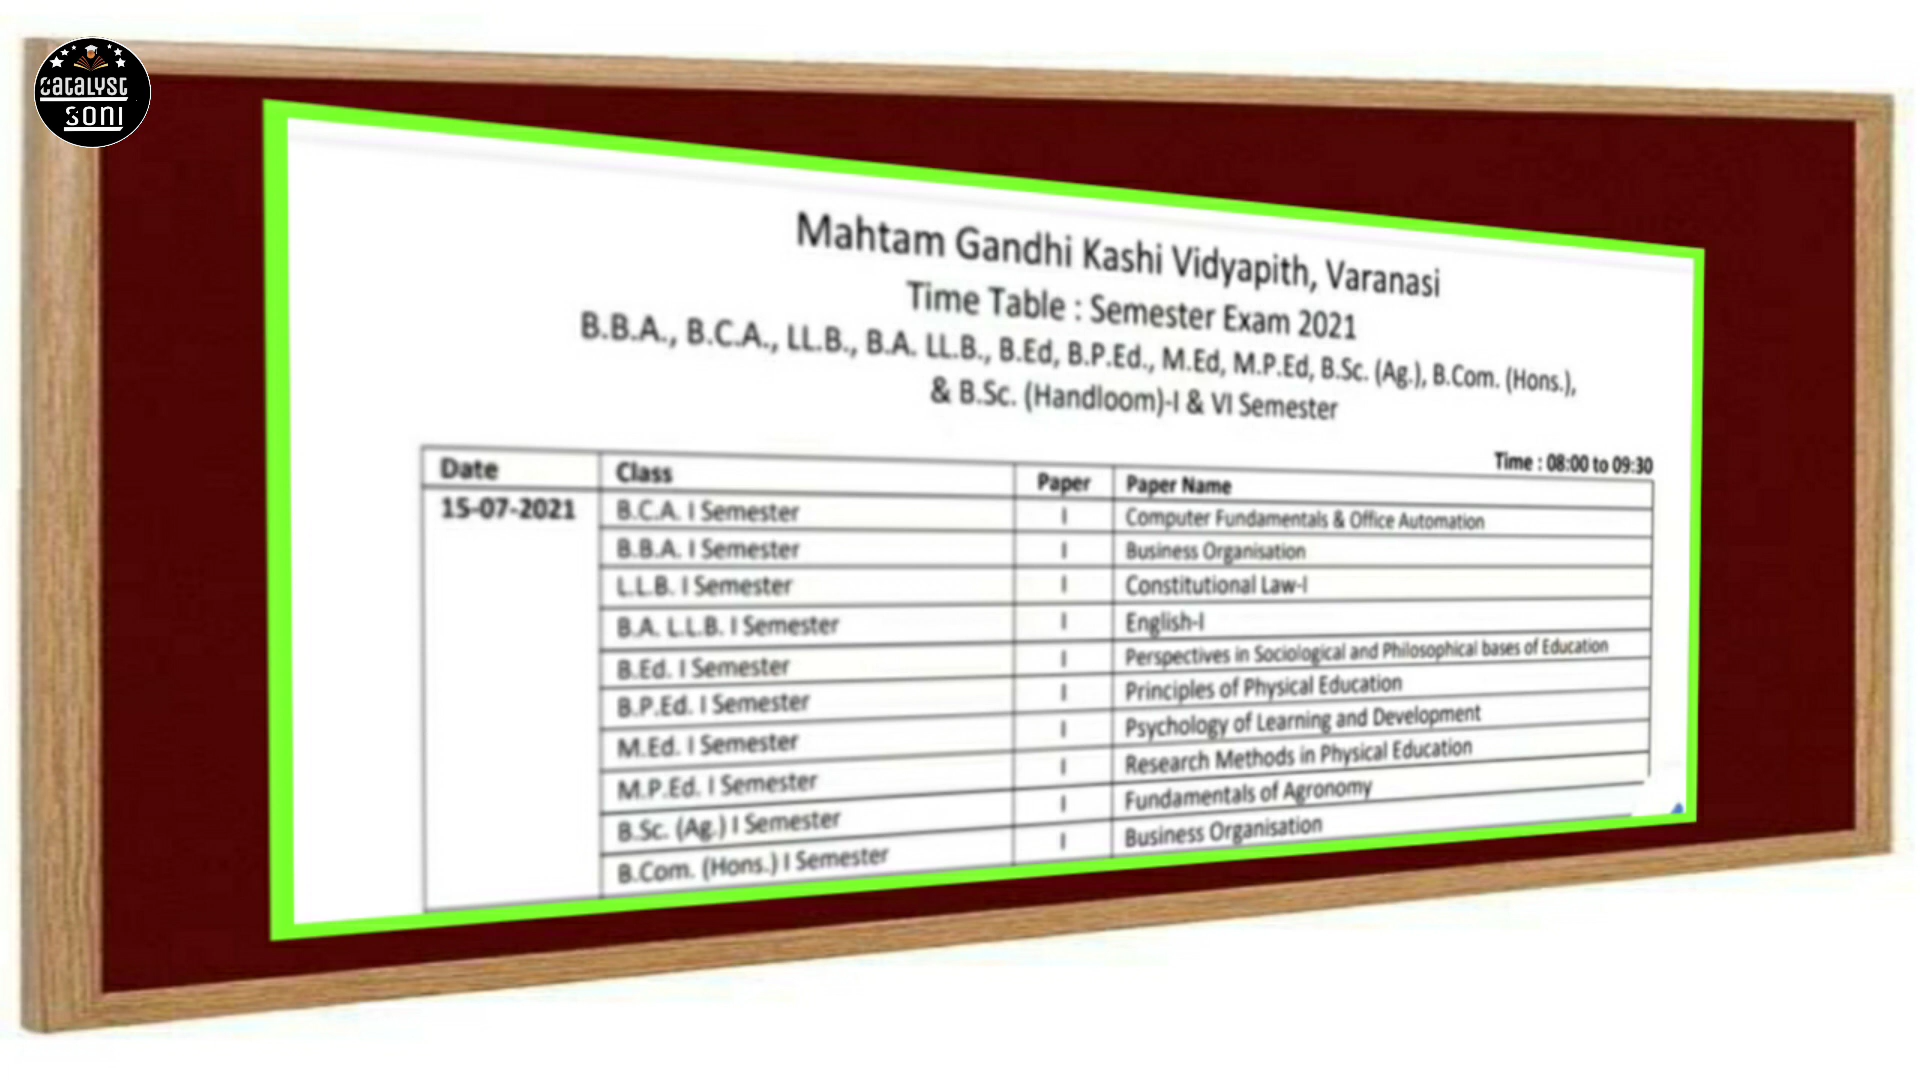 CATALYST
SONI
Mahtam Gandhi Kashi Vidyapith, Varanasi
Time Table : Semester Exam 2021
B.B.A., B.C.A., LL.B., B.A. LL.B., B.Ed, B.P.Ed., M.Ed, M.P.Ed, B.Sc. (Ag.), B.Com. (Hons.),
& B.Sc. (Handloom)-I & VI Semester
Time : 08:00 to 09:30
Date Class Paper Paper Name
15-07-2021 B.C.A. I Semester I Computer Fundamentals & Office Automation
B.B.A. I Semester I Business Organisation
L.L.B. I Semester I Constitutional Law-I
B.A. L.L.B. I Semester I English-I
B.Ed. I Semester I Perspectives in Sociological and Philosophical bases of Education
B.P.Ed. I Semester I Principles of Physical Education
M.Ed. I Semester I Psychology of Learning and Development
M.P.Ed. I Semester I Research Methods in Physical Education
B.Sc. (Ag.) I Semester I Fundamentals of Agronomy
B.Com. (Hons.) I Semester I Business Organisation